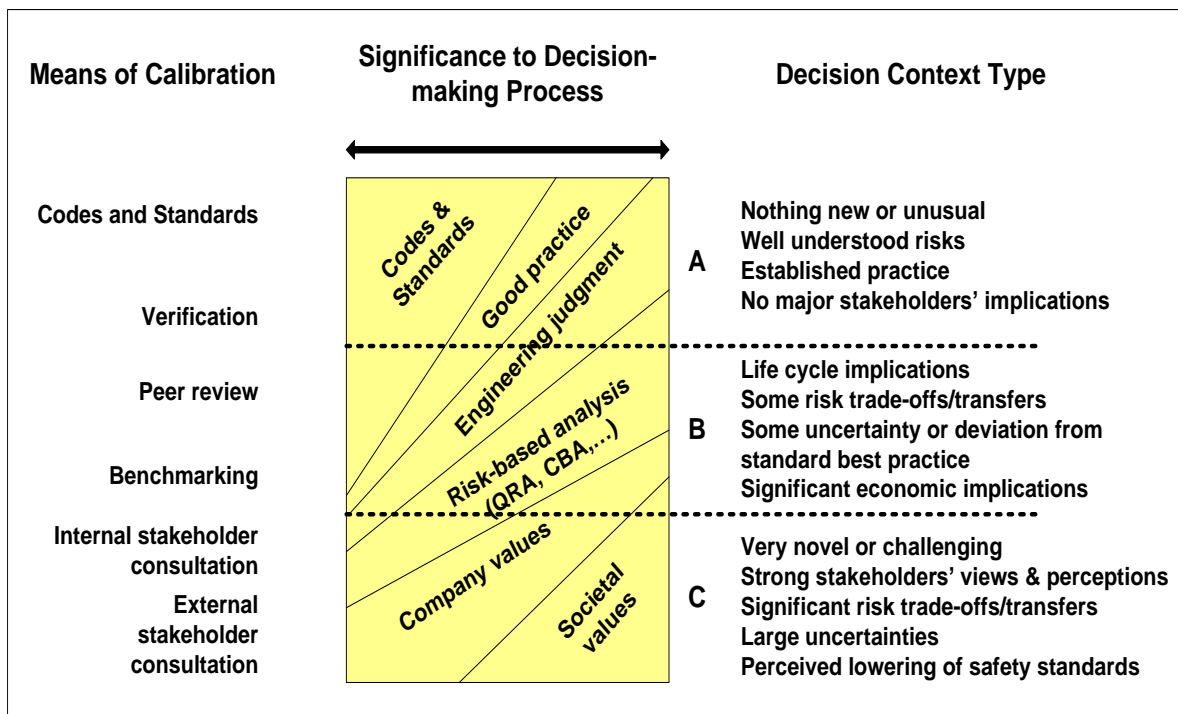 Means of Calibration
Significance to Decision-
making Process
Decision Context Type
Codes and Standards
Verification
Peer review
Benchmarking
Internal stakeholder
consultation
External
stakeholder
consultation
Codes &
Standards
Good practice
Engineering judgment
Risk-based analysis
(QRA, CBA,…)
Company values
Societal
values
A
Nothing new or unusual
Well understood risks
Established practice
No major stakeholders’ implications
B
Life cycle implications
Some risk trade-offs/transfers
Some uncertainty or deviation from
standard best practice
Significant economic implications
C
Very novel or challenging
Strong stakeholders’ views & perceptions
Significant risk trade-offs/transfers
Large uncertainties
Perceived lowering of safety standards